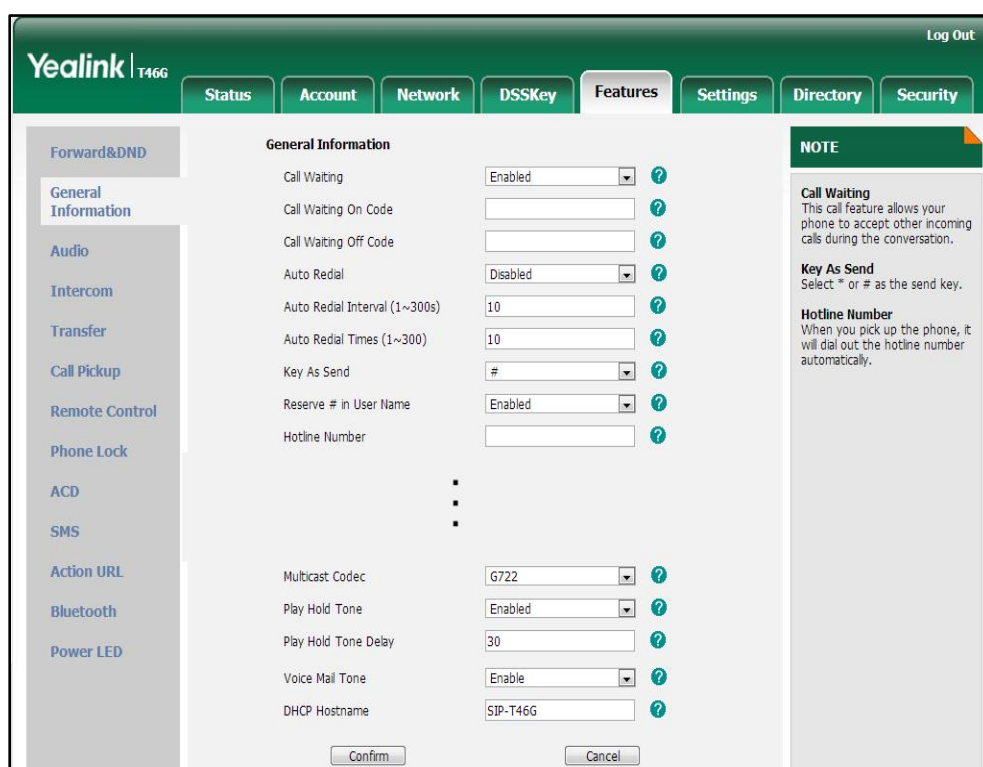 Log Out
Yealink T46G
Status Account Network DSSKey Features Settings Directory Security
Forward&DND
General
Information
Audio
Intercom
Transfer
Call Pickup
Remote Control
Phone Lock
ACD
SMS
Action URL
Bluetooth
Power LED
General Information
Call Waiting Enabled ?
Call Waiting On Code ?
Call Waiting Off Code ?
Auto Redial Disabled ?
Auto Redial Interval (1~300s) 10 ?
Auto Redial Times (1~300) 10 ?
Key As Send # ?
Reserve # in User Name Enabled ?
Hotline Number ?
Multicast Codec G722 ?
Play Hold Tone Enabled ?
Play Hold Tone Delay 30 ?
Voice Mail Tone Enable ?
DHCP Hostname SIP-T46G ?
Confirm Cancel
NOTE
Call Waiting
This call feature allows your
phone to accept other incoming
calls during the conversation.
Key As Send
Select * or # as the send key.
Hotline Number
When you pick up the phone, it
will dial out the hotline number
automatically.